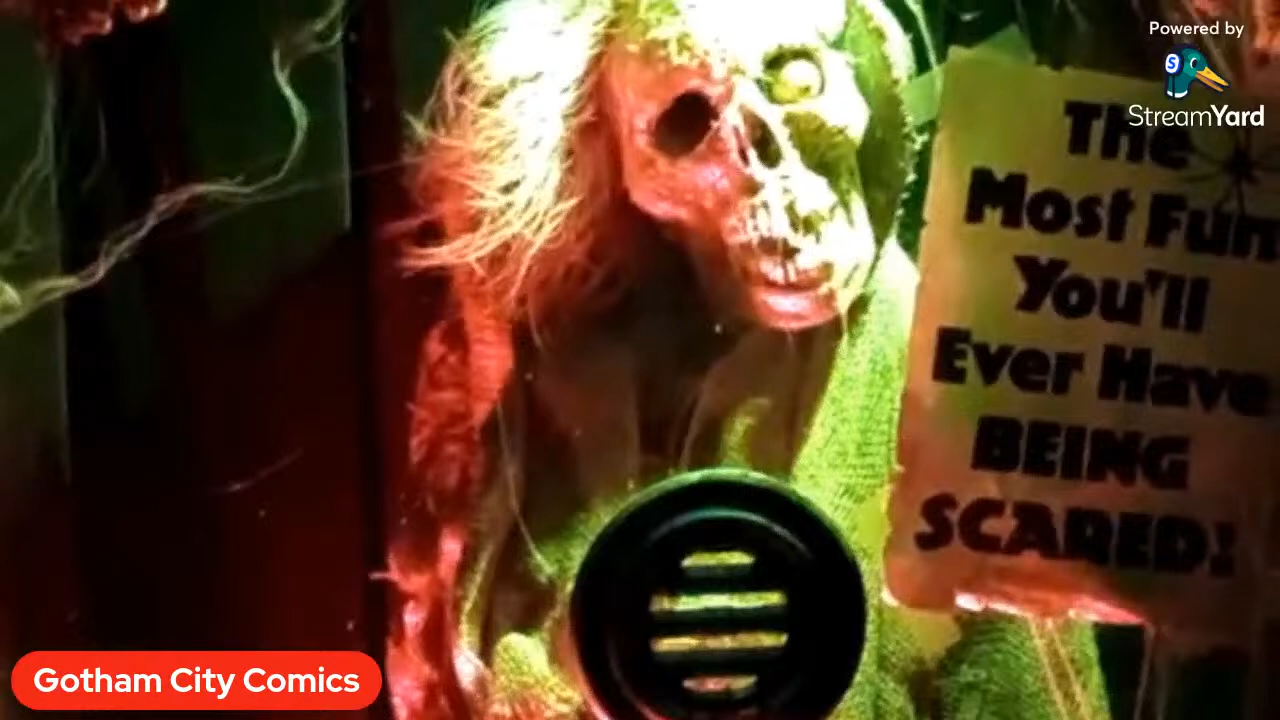 Powered by
S
StreamYard
The
Most Fun
You'll
Ever Have
BEING
SCARED!
Gotham City Comics